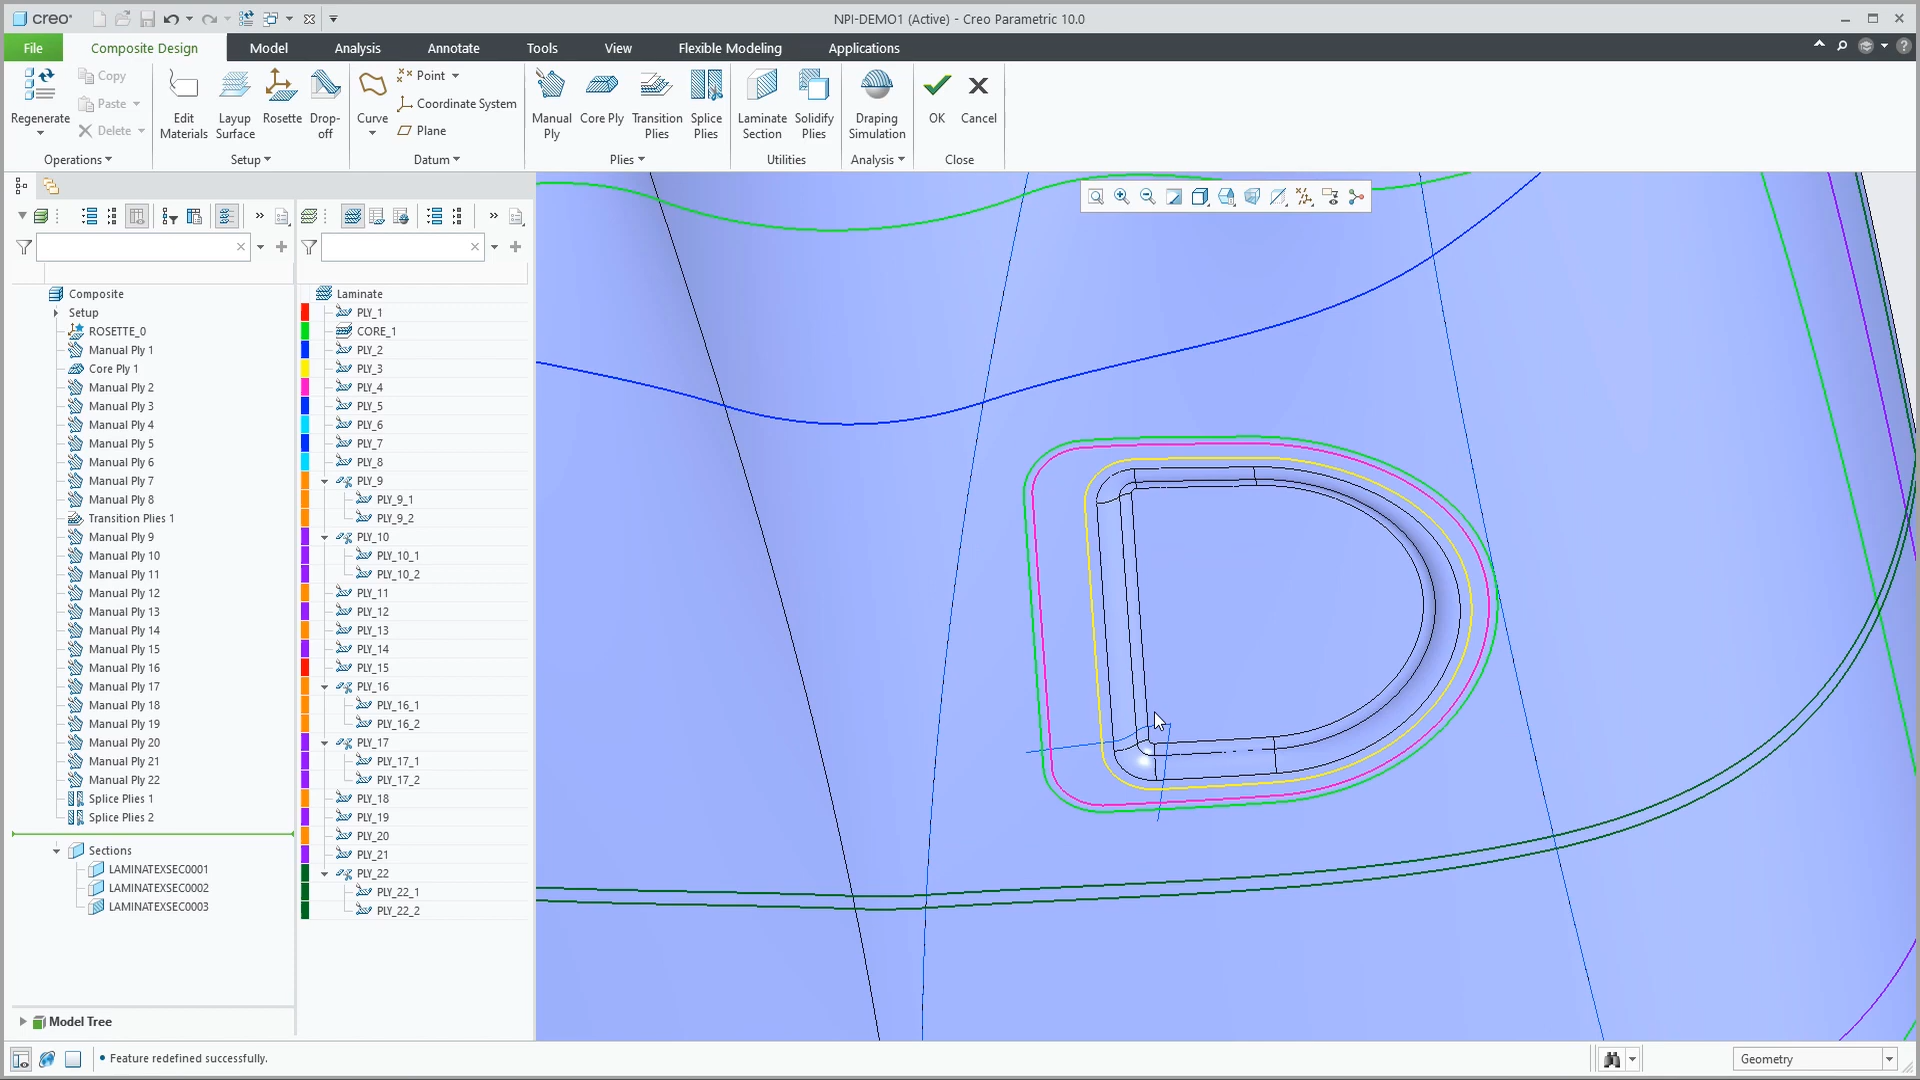 creo
NPI-DEMO1 (Active) - Creo Parametric 10.0
File
Composite Design
Model
Analysis
Annotate
Tools
View
Flexible Modeling
Applications
Regenerate
Copy
Paste
Delete
Operations
Edit Materials
Layup Surface
Rosette
Drop-off
Setup
Curve
Point
Coordinate System
Plane
Datum
Manual Ply
Core Ply
Transition Plies
Splice Plies
Plies
Laminate Section
Solidify Plies
Utilities
Draping Simulation
Analysis
OK
Cancel
Close
Composite
Setup
ROSETTE_0
Manual Ply 1
Core Ply 1
Manual Ply 2
Manual Ply 3
Manual Ply 4
Manual Ply 5
Manual Ply 6
Manual Ply 7
Manual Ply 8
Transition Plies 1
Manual Ply 9
Manual Ply 10
Manual Ply 11
Manual Ply 12
Manual Ply 13
Manual Ply 14
Manual Ply 15
Manual Ply 16
Manual Ply 17
Manual Ply 18
Manual Ply 19
Manual Ply 20
Manual Ply 21
Manual Ply 22
Splice Plies 1
Splice Plies 2
Sections
LAMINATEXSEC0001
LAMINATEXSEC0002
LAMINATEXSEC0003
Model Tree
Laminate
PLY_1
CORE_1
PLY_2
PLY_3
PLY_4
PLY_5
PLY_6
PLY_7
PLY_8
PLY_9
PLY_9_1
PLY_9_2
PLY_10
PLY_10_1
PLY_10_2
PLY_11
PLY_12
PLY_13
PLY_14
PLY_15
PLY_16
PLY_16_1
PLY_16_2
PLY_17
PLY_17_1
PLY_17_2
PLY_18
PLY_19
PLY_20
PLY_21
PLY_22
PLY_22_1
PLY_22_2
• Feature redefined successfully.
Geometry